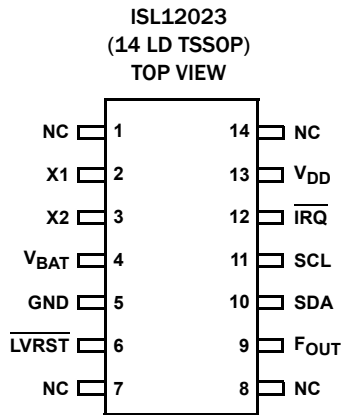 ISL12023
(14 LD TSSOP)
TOP VIEW
NC 1 14 NC
X1 2 13 VDD
X2 3 12 IRQ
VBAT 4 11 SCL
GND 5 10 SDA
LVRST 6 9 FOUT
NC 7 8 NC